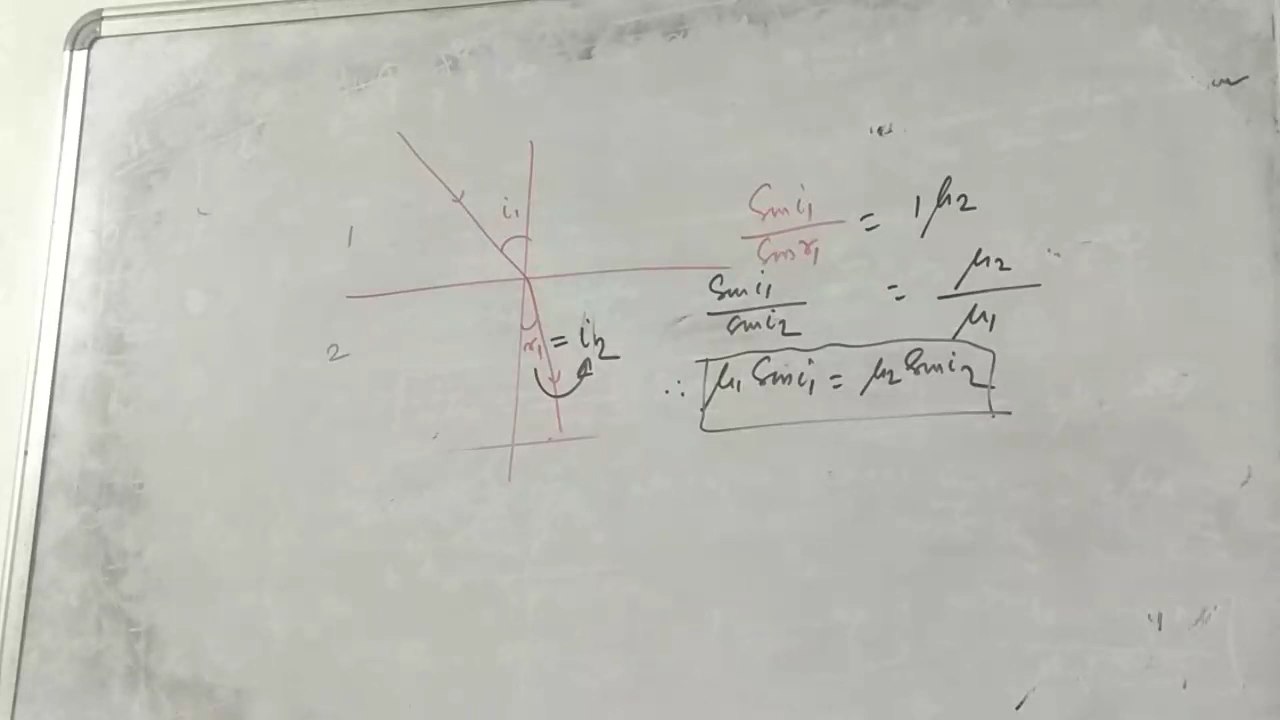 i₁
1
2
r₁ = i₂
Sin i₁ / Sin r₁ = ₁μ₂
Sin i₁ / sin i₂ = μ₂ / μ₁
∴ μ₁ Sin i₁ = μ₂ Sin i₂